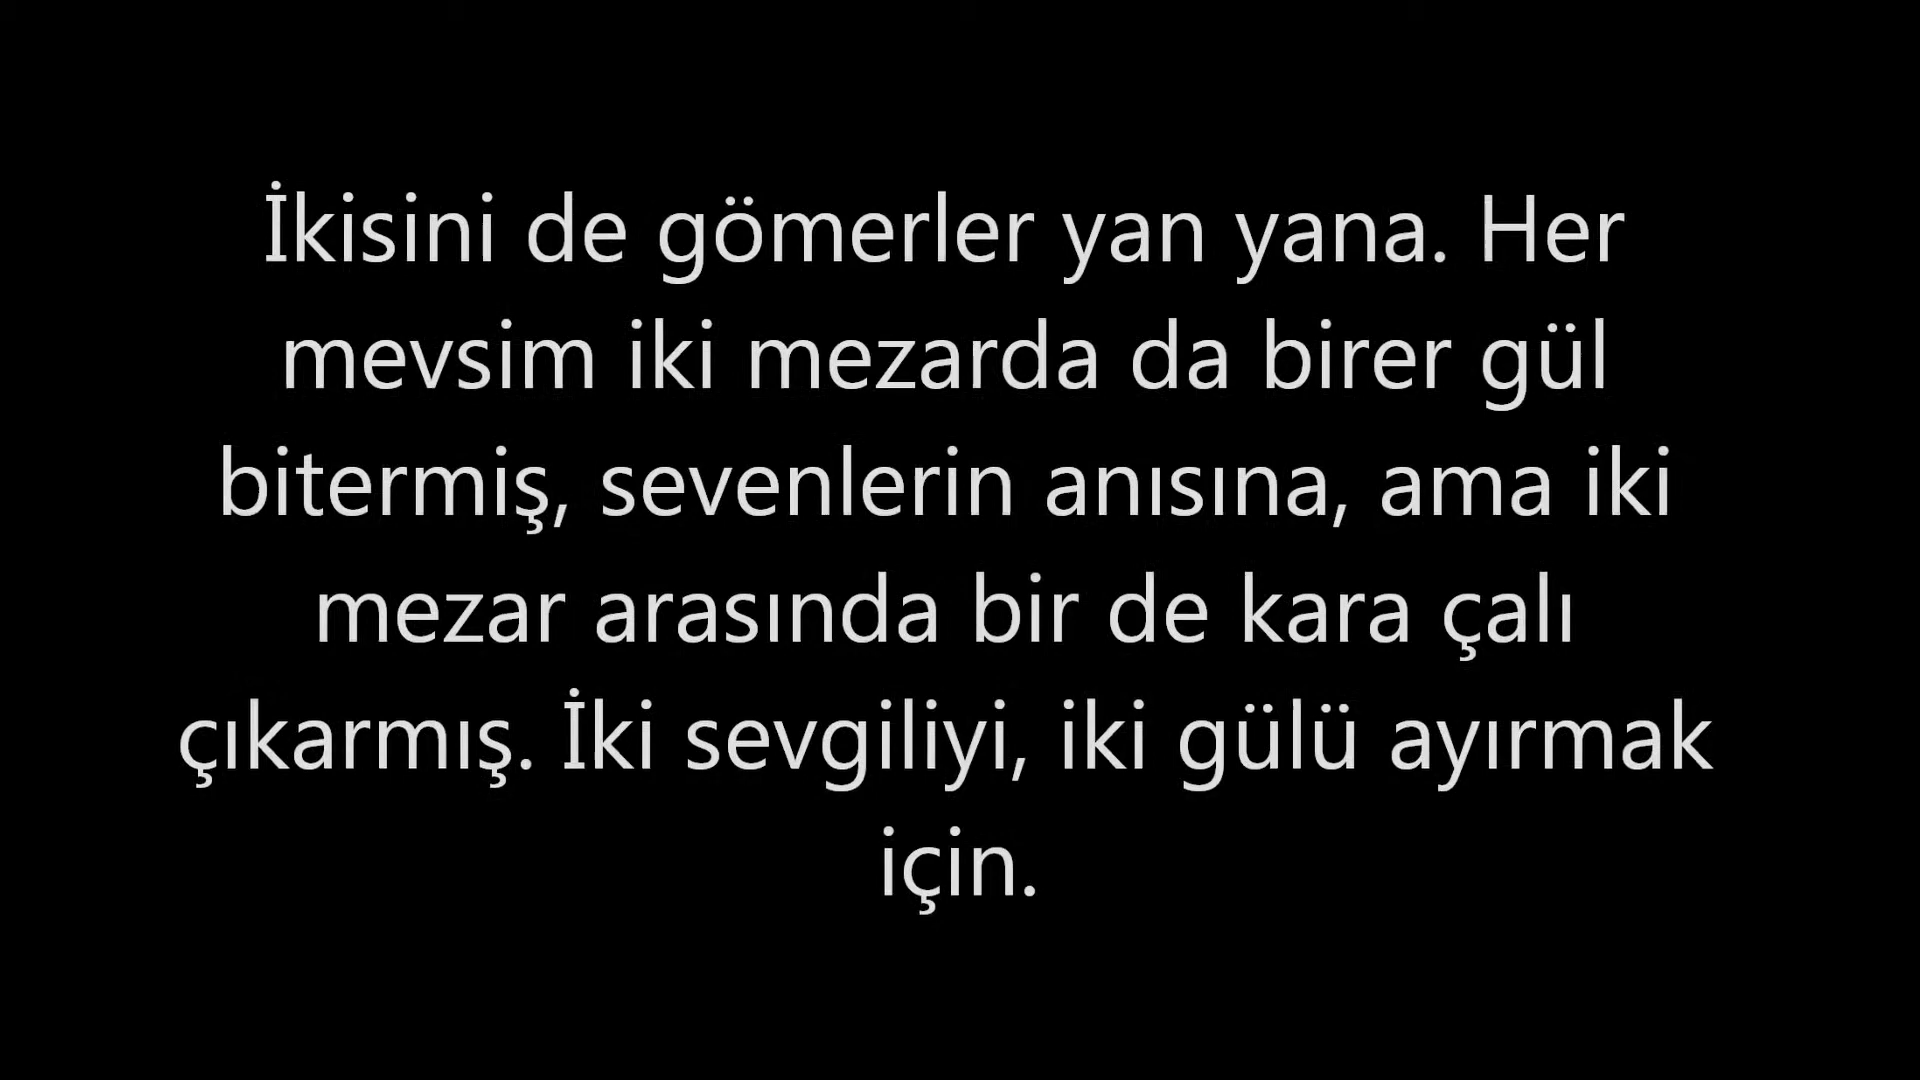 İkisini de gömerler yan yana. Her
mevsim iki mezarda da birer gül
bitermiş, sevenlerin anısına, ama iki
mezar arasında bir de kara çalı
çıkarmış. İki sevgiliyi, iki gülü ayırmak
için.